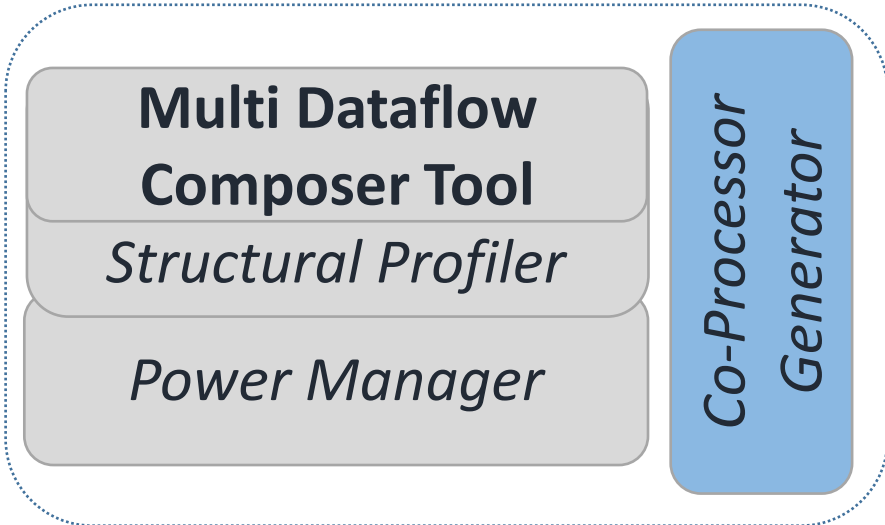 Multi Dataflow
Composer Tool
Structural Profiler
Power Manager
Co-Processor
Generator